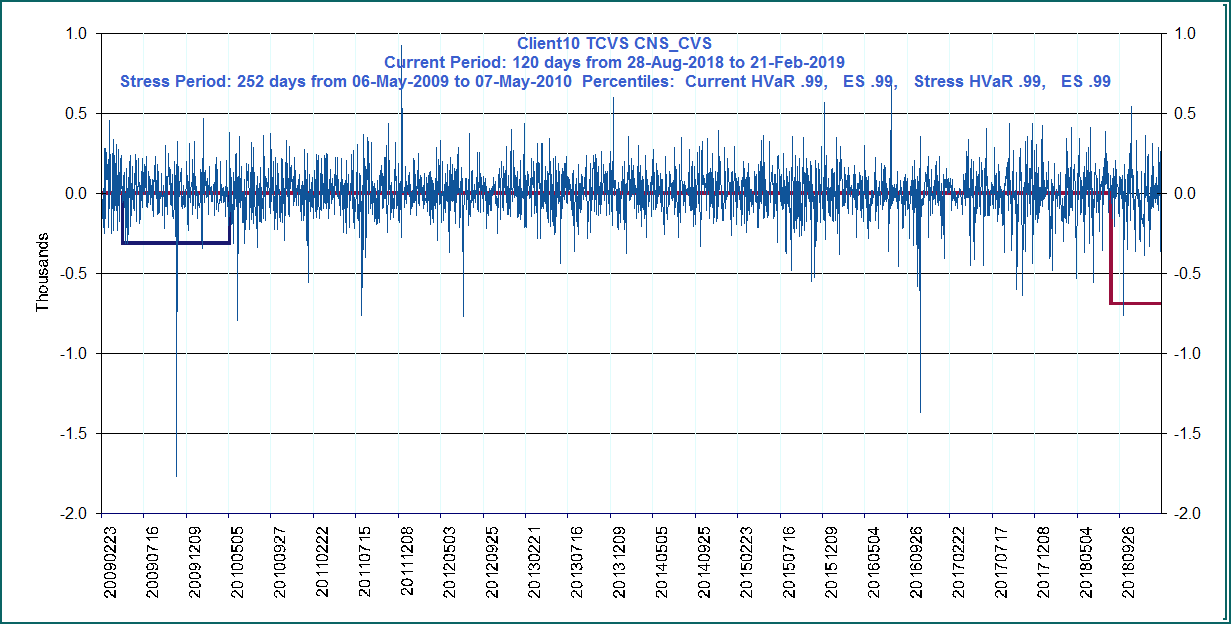 Client10 TCVS CNS_CVS
Current Period: 120 days from 28-Aug-2018 to 21-Feb-2019
Stress Period: 252 days from 06-May-2009 to 07-May-2010  Percentiles:  Current HVaR .99,   ES .99,    Stress HVaR .99,   ES .99
1.0 1.0
0.5 0.5
0.0 0.0
-0.5 -0.5
-1.0 -1.0
-1.5 -1.5
-2.0 -2.0
Thousands
20090223 20090716 20091209 20100505 20100927 20110222 20110715 20111208 20120503 20120925 20130221 20130716 20131209 20140505 20140925 20150223 20150716 20151209 20160504 20160926 20170222 20170717 20171208 20180504 20180926